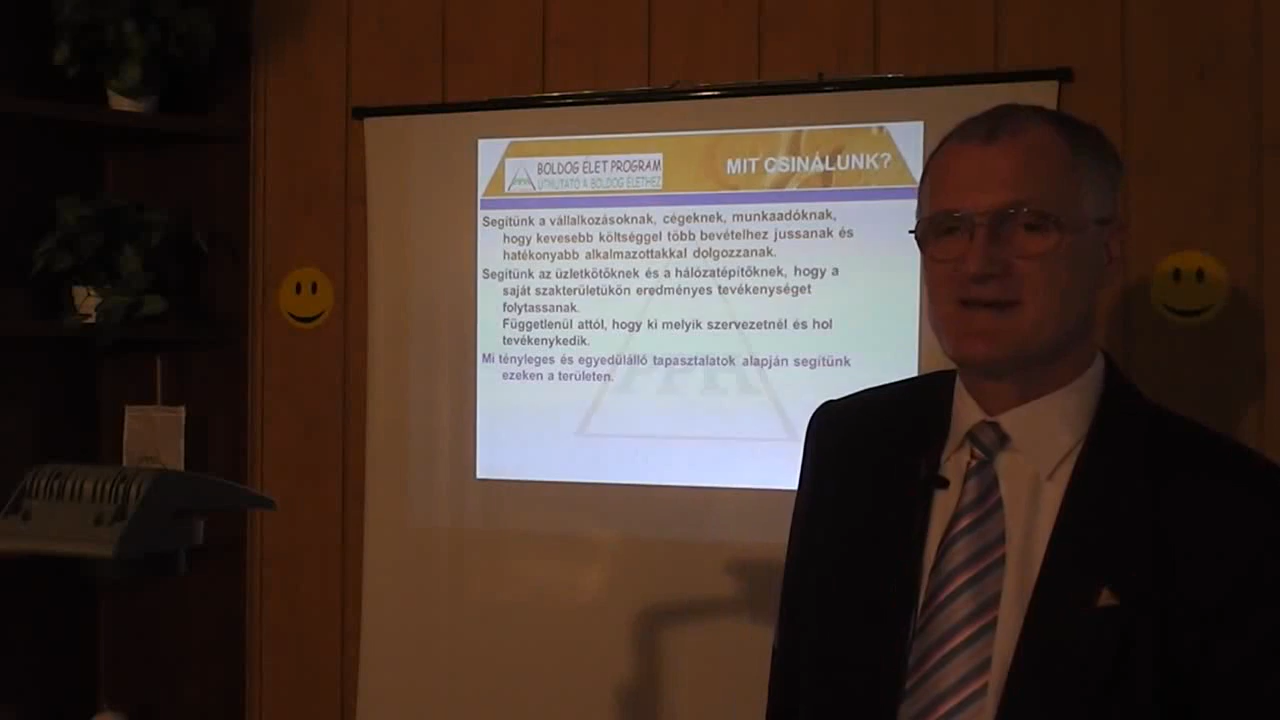 BOLDOG ÉLET PROGRAM
ÚTMUTATÓ A BOLDOG ÉLETHEZ
MIT CSINÁLUNK?
Segítünk a vállalkozásoknak, cégeknek, munkaadóknak,
hogy kevesebb költséggel több bevételhez jussanak és
hatékonyabb alkalmazottakkal dolgozzanak.
Segítünk az üzletkötőknek és a hálózatépítőknek, hogy a
saját szakterületükön eredményes tevékenységet
folytassanak.
Függetlenül attól, hogy ki melyik szervezetnél és hol
tevékenykedik.
Mi tényleges és egyedülálló tapasztalatok alapján segítünk
ezeken a területen.